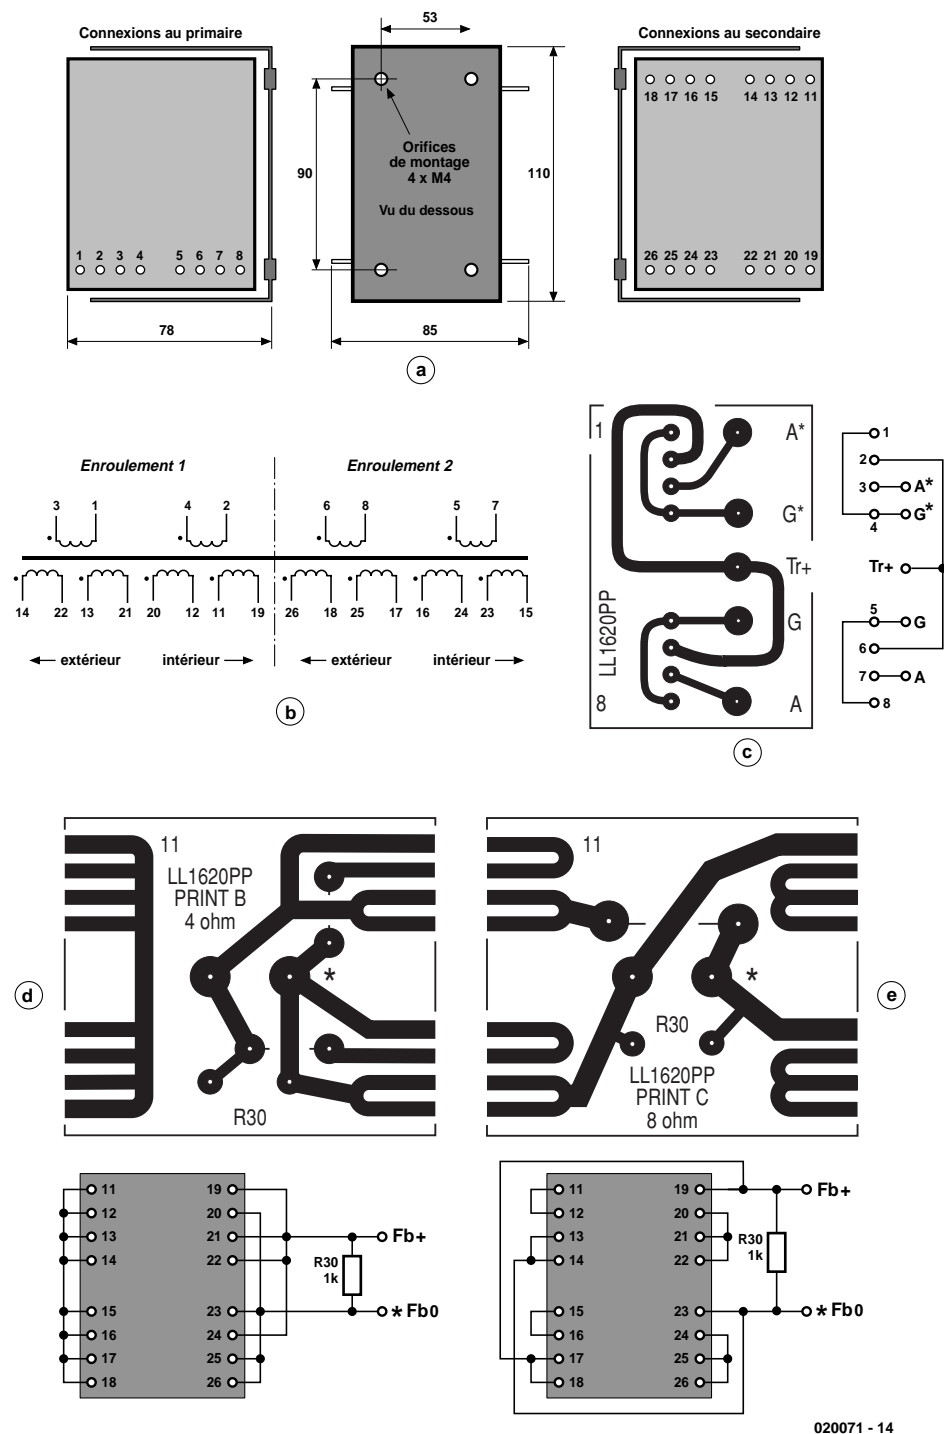 Connexions au primaire
53
Connexions au secondaire
18 17 16 15 14 13 12 11
Orifices
de montage
4 x M4
90
110
Vu du dessous
1 2 3 4 5 6 7 8
26 25 24 23 22 21 20 19
78
85
a
Enroulement 1
Enroulement 2
3 1 4 2 6 8 5 7
14 22 13 21 20 12 11 19 26 18 25 17 16 24 23 15
extérieur
intérieur
extérieur
intérieur
b
1
A*
G*
Tr+
G
LL1620PP
8
A
1
2
3
A*
G*
4
Tr+
5
G
6
7
A
8
c
11
LL1620PP
PRINT B
4 ohm
*
R30
d
11
*
R30
LL1620PP
PRINT C
8 ohm
e
11 19
12 20
13 21
14 22
15 23
16 24
17 25
18 26
Fb+
R30
1k
* Fb0
11 19
12 20
13 21
14 22
15 23
16 24
17 25
18 26
Fb+
R30
1k
* Fb0
020071 - 14